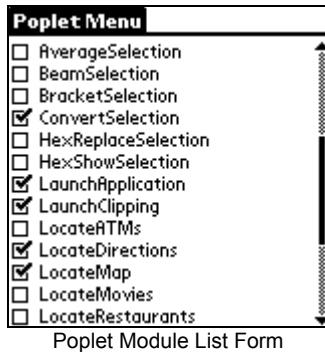 Poplet Menu
AverageSelection
BeamSelection
BracketSelection
ConvertSelection
HexReplaceSelection
HexShowSelection
LaunchApplication
LaunchClipping
LocateATMs
LocateDirections
LocateMap
LocateMovies
LocateRestaurants
Poplet Module List Form